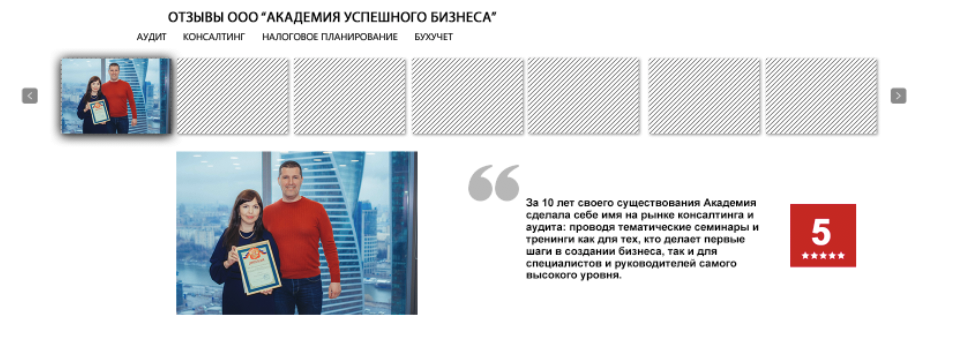 ОТЗЫВЫ ООО “АКАДЕМИЯ УСПЕШНОГО БИЗНЕСА”
АУДИТ КОНСАЛТИНГ НАЛОГОВОЕ ПЛАНИРОВАНИЕ БУХУЧЕТ
За 10 лет своего существования Академия
сделала себе имя на рынке консалтинга и
аудита: проводя тематические семинары и
тренинги как для тех, кто делает первые
шаги в создании бизнеса, так и для
специалистов и руководителей самого
высокого уровня.
5